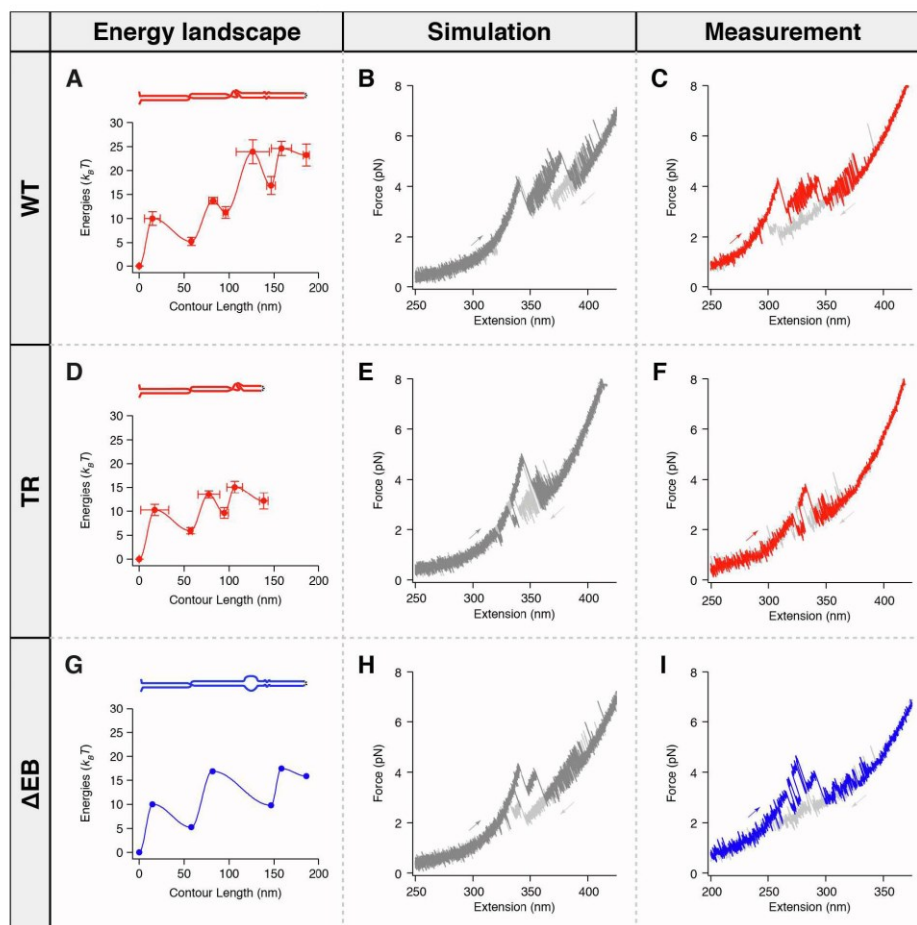 Energy landscape
Simulation
Measurement
WT
A
30
25
20
15
10
5
0
Energies (kBT)
0 50 100 150 200
Contour Length (nm)
B
8
6
4
2
0
Force (pN)
250 300 350 400
Extension (nm)
C
8
6
4
2
0
Force (pN)
250 300 350 400
Extension (nm)
TR
D
30
25
20
15
10
5
0
Energies (kBT)
0 50 100 150 200
Contour Length (nm)
E
8
6
4
2
0
Force (pN)
250 300 350 400
Extension (nm)
F
8
6
4
2
0
Force (pN)
250 300 350 400
Extension (nm)
ΔEB
G
30
25
20
15
10
5
0
Energies (kBT)
0 50 100 150 200
Contour Length (nm)
H
8
6
4
2
0
Force (pN)
250 300 350 400
Extension (nm)
I
8
6
4
2
0
Force (pN)
200 250 300 350
Extension (nm)